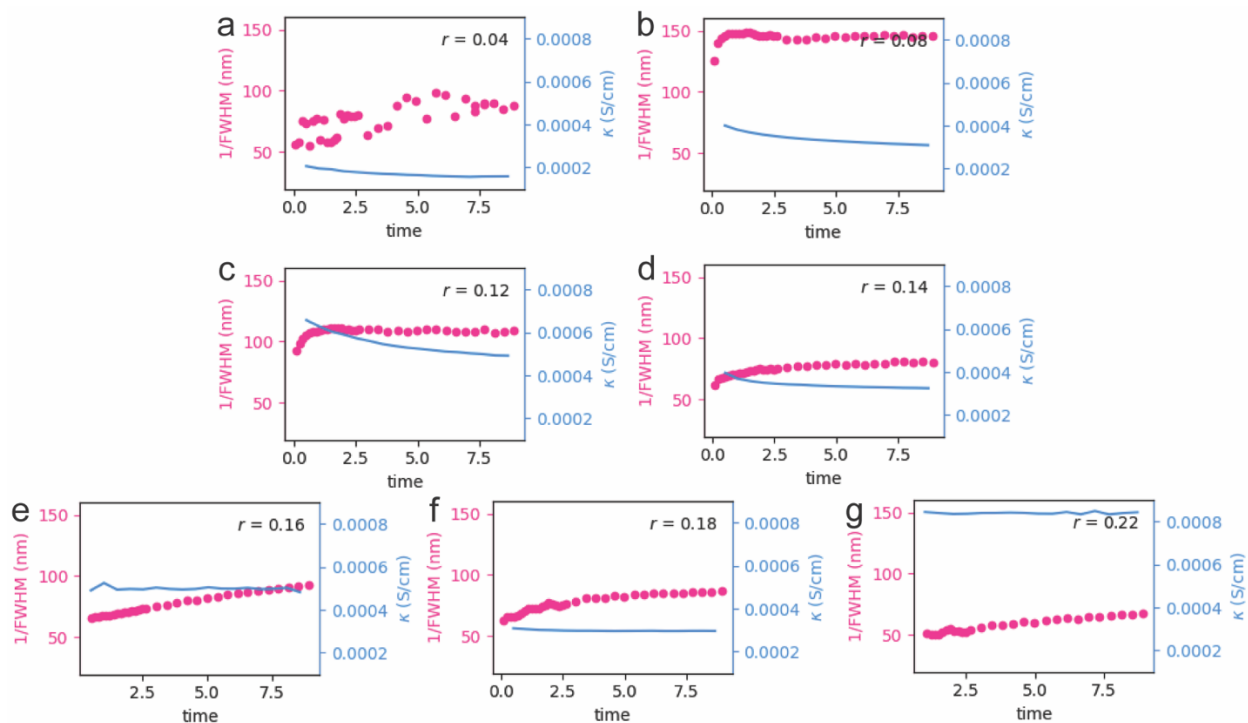 a
r = 0.04
1/FWHM (nm)
150
100
50
0.0 2.5 5.0 7.5
time
0.0008
0.0006
0.0004
0.0002
κ (S/cm)
b
r = 0.08
1/FWHM (nm)
150
100
50
0.0 2.5 5.0 7.5
time
0.0008
0.0006
0.0004
0.0002
κ (S/cm)
c
r = 0.12
1/FWHM (nm)
150
100
50
0.0 2.5 5.0 7.5
time
0.0008
0.0006
0.0004
0.0002
κ (S/cm)
d
r = 0.14
1/FWHM (nm)
150
100
50
0.0 2.5 5.0 7.5
time
0.0008
0.0006
0.0004
0.0002
κ (S/cm)
e
r = 0.16
1/FWHM (nm)
150
100
50
2.5 5.0 7.5
time
0.0008
0.0006
0.0004
0.0002
κ (S/cm)
f
r = 0.18
1/FWHM (nm)
150
100
50
0.0 2.5 5.0 7.5
time
0.0008
0.0006
0.0004
0.0002
κ (S/cm)
g
r = 0.22
1/FWHM (nm)
150
100
50
2.5 5.0 7.5
time
0.0008
0.0006
0.0004
0.0002
κ (S/cm)